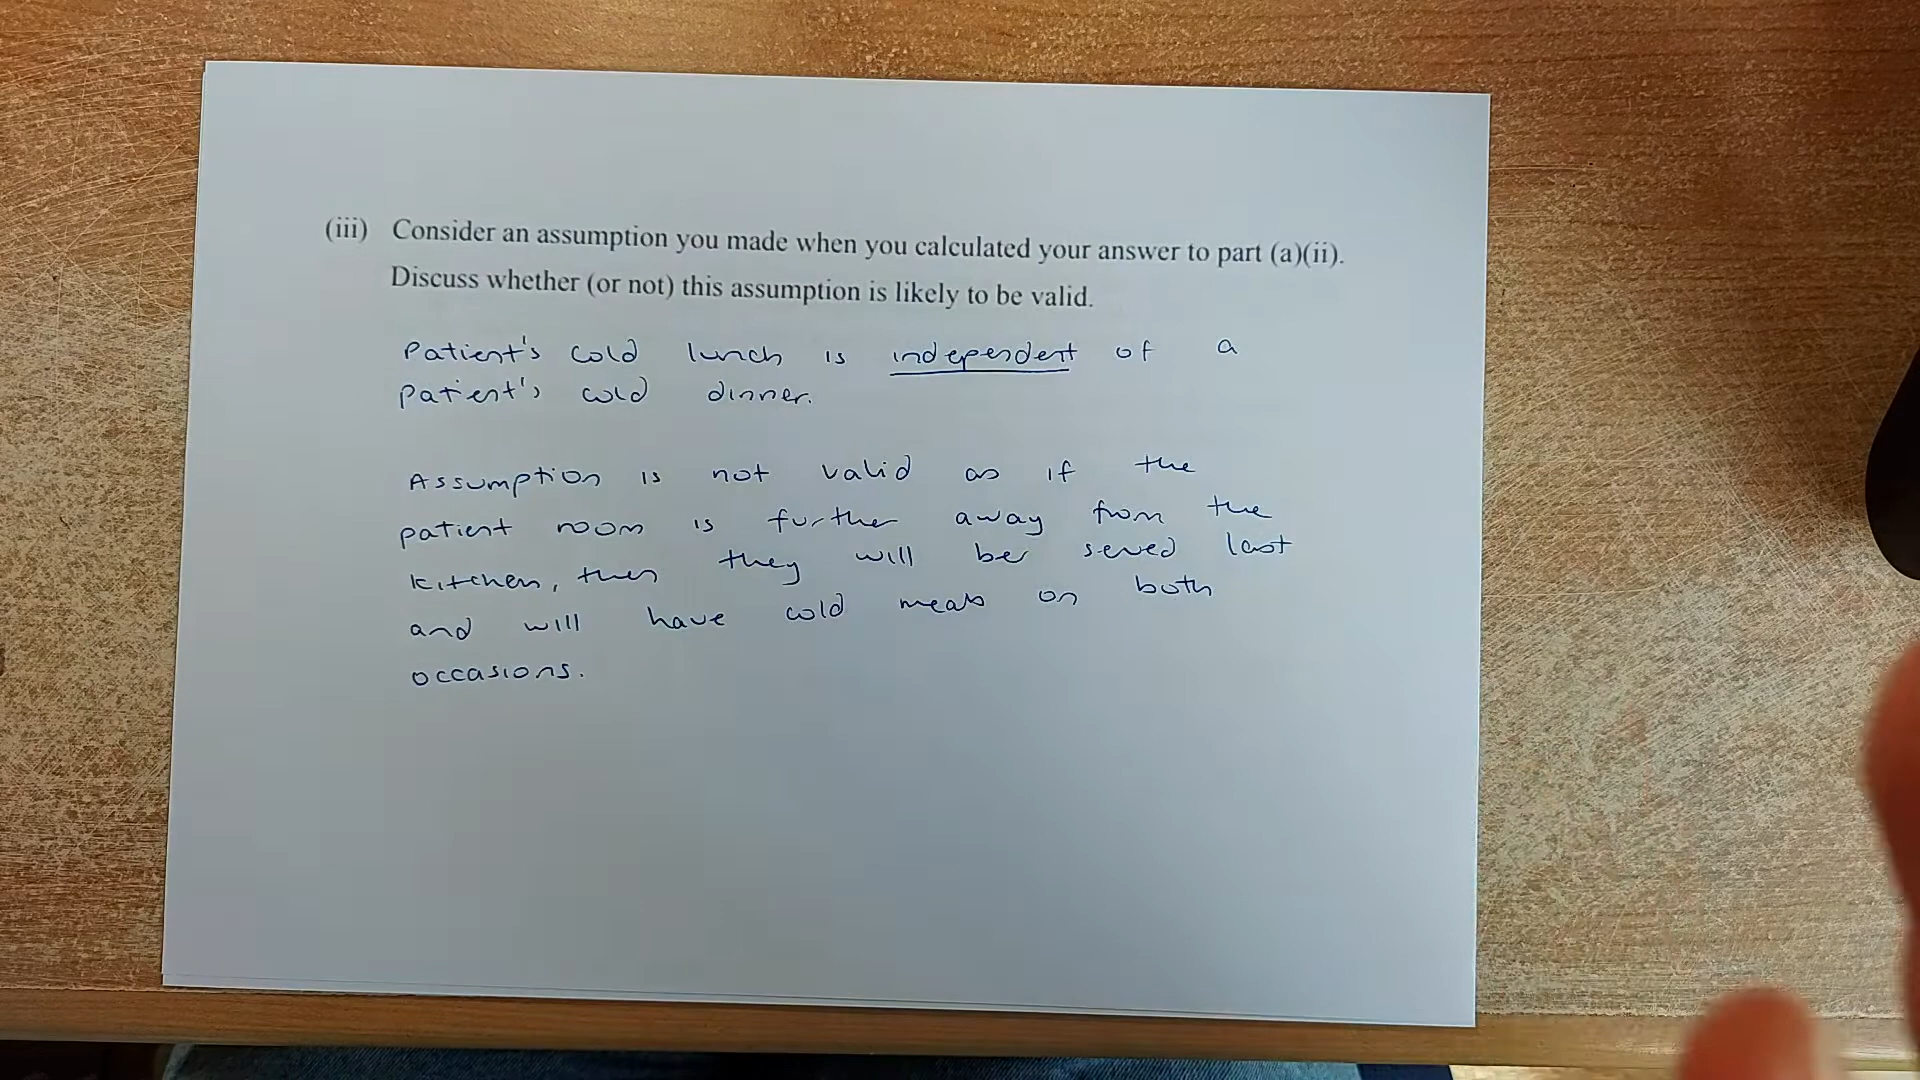 (iii) Consider an assumption you made when you calculated your answer to part (a)(ii).
Discuss whether (or not) this assumption is likely to be valid.
Patient's cold lunch is independent of a
patient's cold dinner.
Assumption is not valid as if the
patient room is further away from the
kitchen, then they will be served last
and will have cold meals on both
occasions.